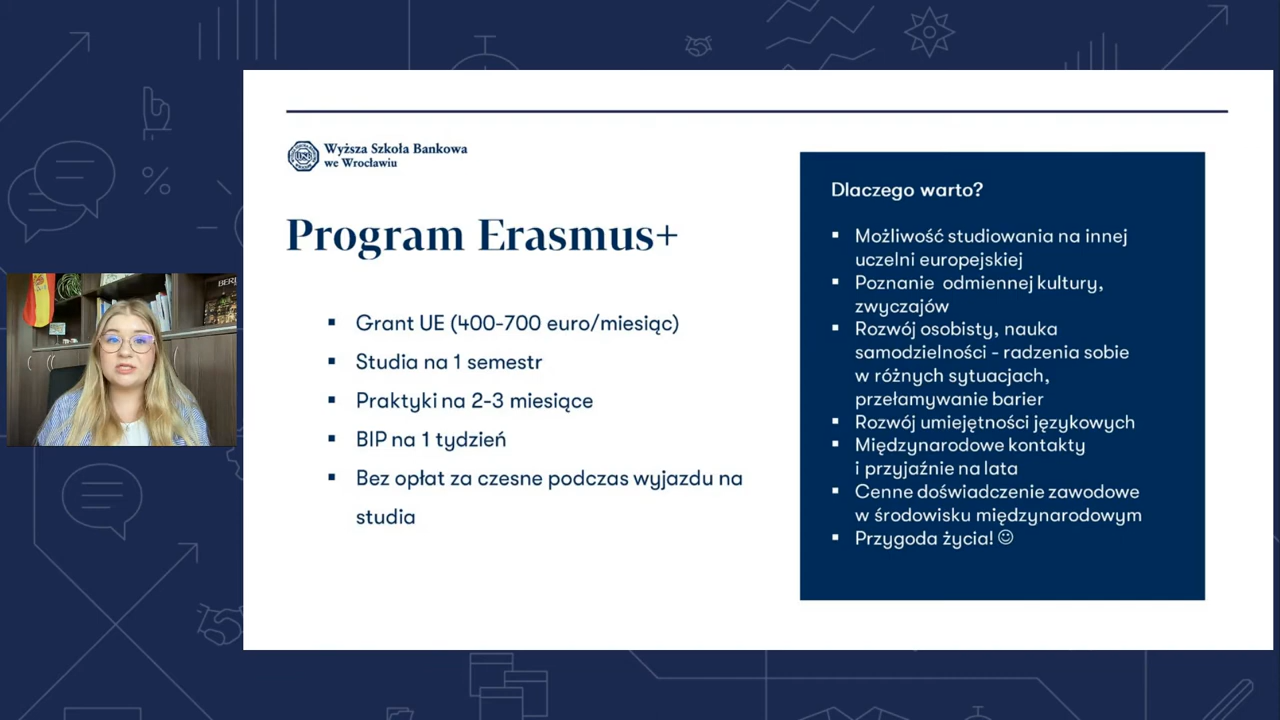 Wyższa Szkoła Bankowa
we Wrocławiu
Program Erasmus+
▪ Grant UE (400-700 euro/miesiąc)
▪ Studia na 1 semestr
▪ Praktyki na 2-3 miesiące
▪ BIP na 1 tydzień
▪ Bez opłat za czesne podczas wyjazdu na
studia
Dlaczego warto?
▪ Możliwość studiowania na innej
uczelni europejskiej
▪ Poznanie odmiennej kultury,
zwyczajów
▪ Rozwój osobisty, nauka
samodzielności - radzenia sobie
w różnych sytuacjach,
przełamywanie barier
▪ Rozwój umiejętności językowych
▪ Międzynarodowe kontakty
i przyjaźnie na lata
▪ Cenne doświadczenie zawodowe
w środowisku międzynarodowym
▪ Przygoda życia! ☺
%